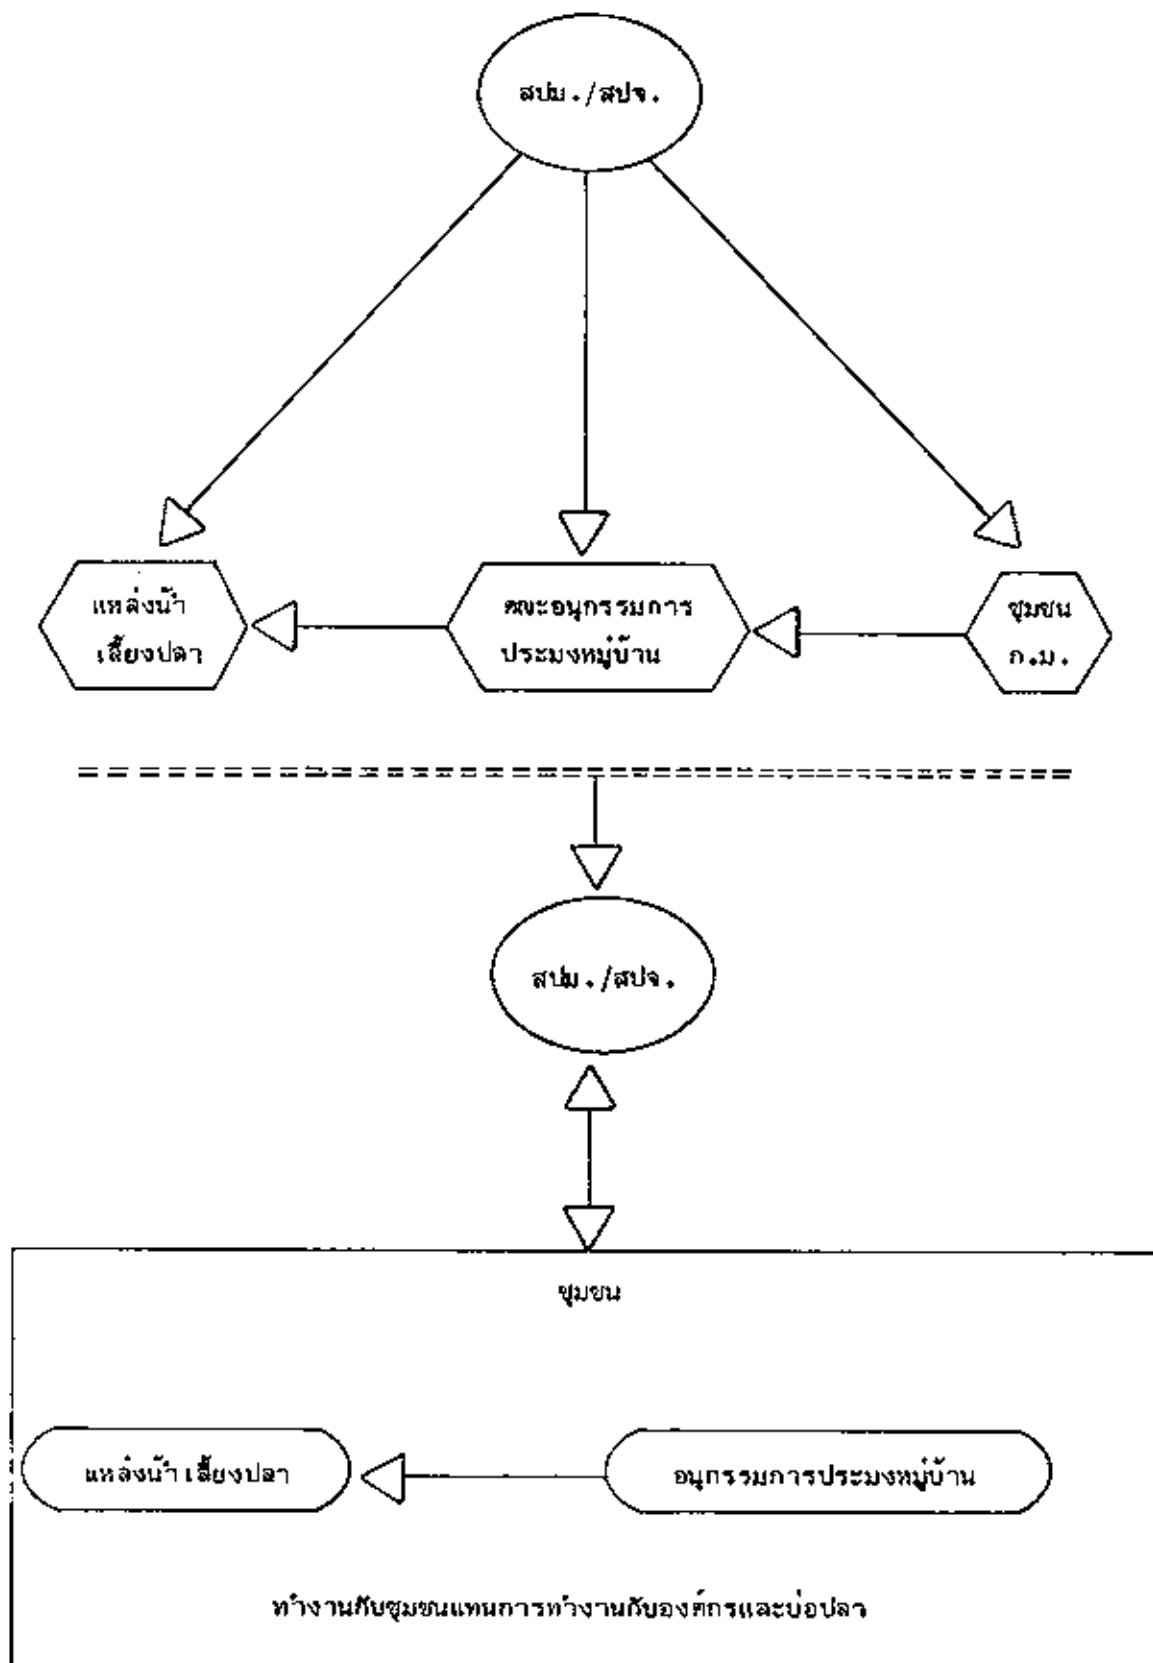 สปม./สปจ.
แหล่งน้ำ
เลี้ยงปลา
คณะอนุกรรมการ
ประมงหมู่บ้าน
ชุมชน
ก.ม.
สปม./สปจ.
ชุมชน
แหล่งน้ำเลี้ยงปลา
อนุกรรมการประมงหมู่บ้าน
ทำงานกับชุมชนแทนการทำงานกับองค์กรและบ่อปลา